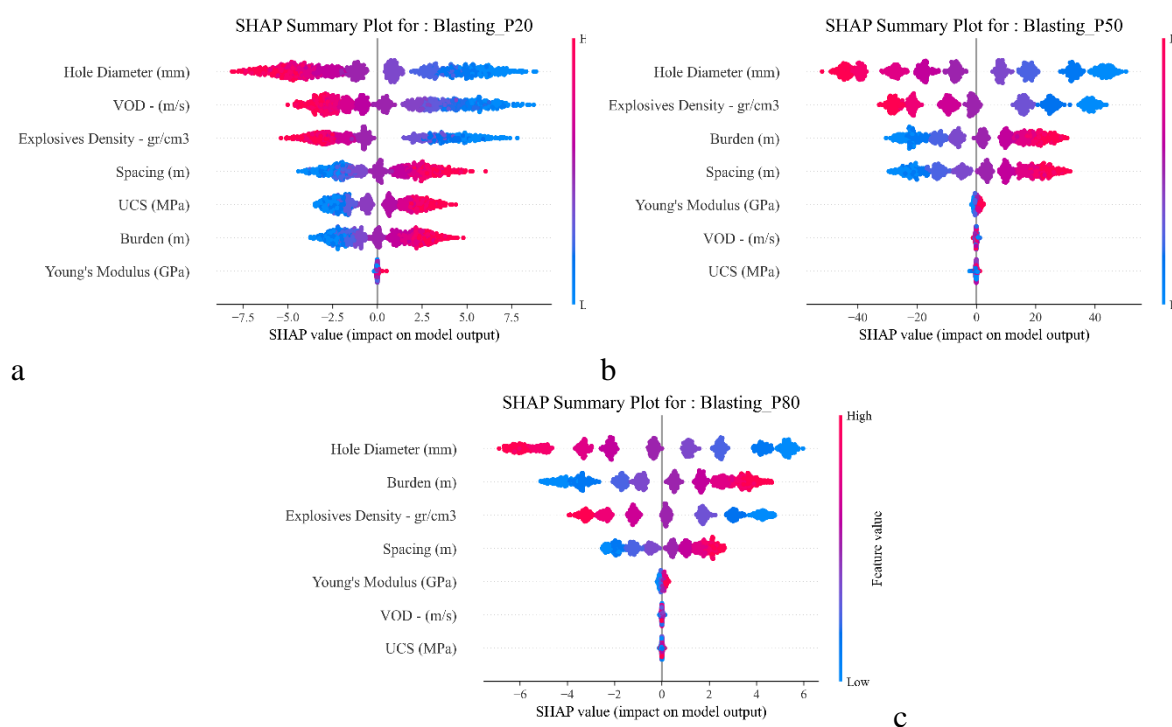 SHAP Summary Plot for : Blasting_P20
Hole Diameter (mm)
VOD - (m/s)
Explosives Density - gr/cm3
Spacing (m)
UCS (MPa)
Burden (m)
Young's Modulus (GPa)
−7.5 −5.0 −2.5 0.0 2.5 5.0 7.5
SHAP value (impact on model output)
a
SHAP Summary Plot for : Blasting_P50
Hole Diameter (mm)
Explosives Density - gr/cm3
Burden (m)
Spacing (m)
Young's Modulus (GPa)
VOD - (m/s)
UCS (MPa)
−40 −20 0 20 40
SHAP value (impact on model output)
b
SHAP Summary Plot for : Blasting_P80
High
Hole Diameter (mm)
Burden (m)
Explosives Density - gr/cm3
Spacing (m)
Young's Modulus (GPa)
VOD - (m/s)
UCS (MPa)
Feature value
Low
−6 −4 −2 0 2 4 6
SHAP value (impact on model output)
c